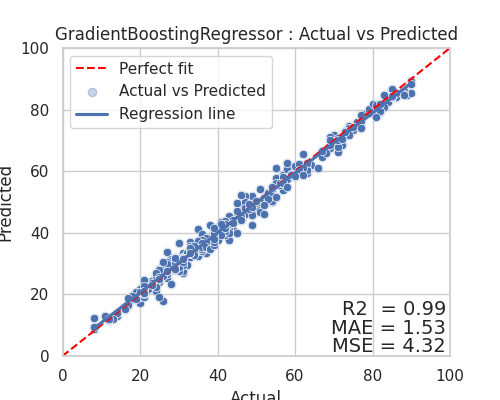 GradientBoostingRegressor : Actual vs Predicted
100
80
60
40
20
0
Predicted
Perfect fit
Actual vs Predicted
Regression line
R2 = 0.99
MAE = 1.53
MSE = 4.32
0 20 40 60 80 100
Actual